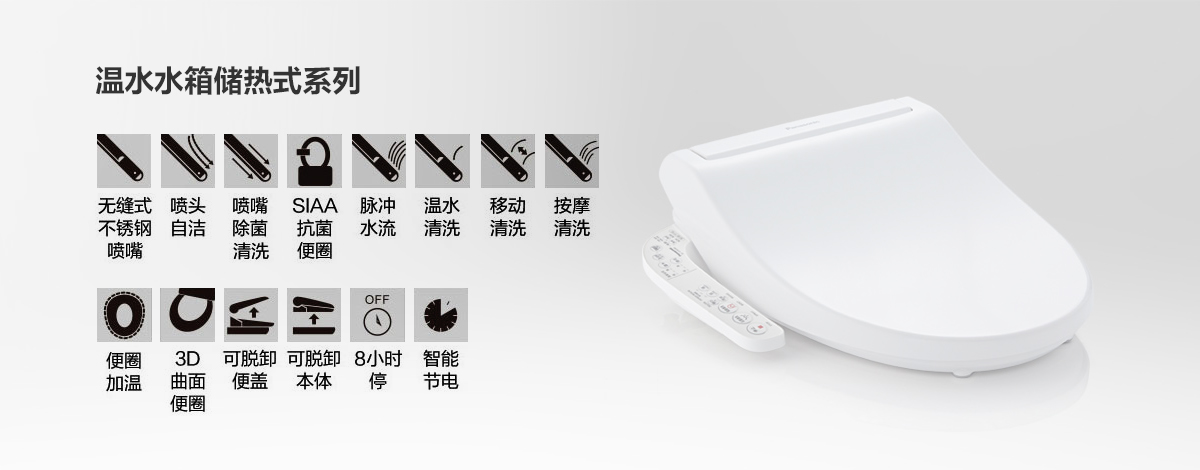 温水水箱储热式系列
无缝式 喷头 喷嘴 SIAA 脉冲 温水 移动 按摩
不锈钢 自洁 除菌 抗菌 水流 清洗 清洗 清洗
喷嘴 清洗 便圈
OFF
便圈 3D 可脱卸 可脱卸 8小时 智能
加温 曲面 便盖 本体 停 节电
便圈